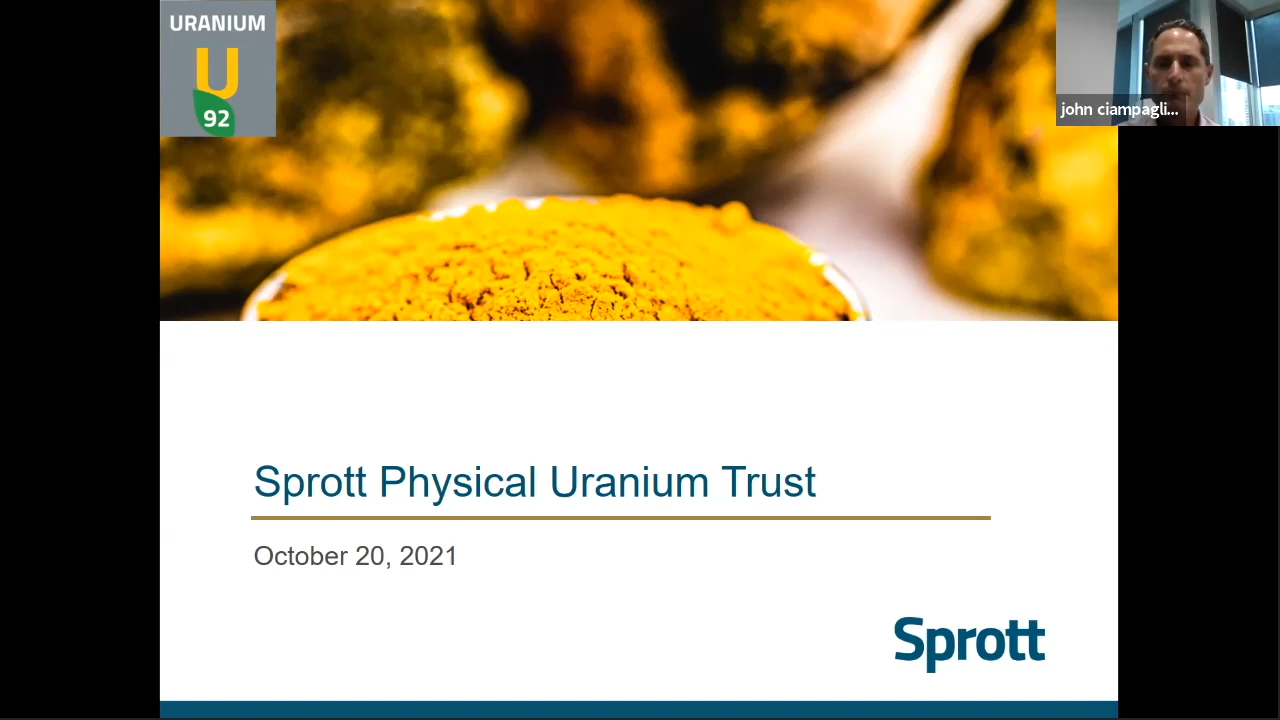 URANIUM
U
92
john ciampagli...
Sprott Physical Uranium Trust
October 20, 2021
Sprott